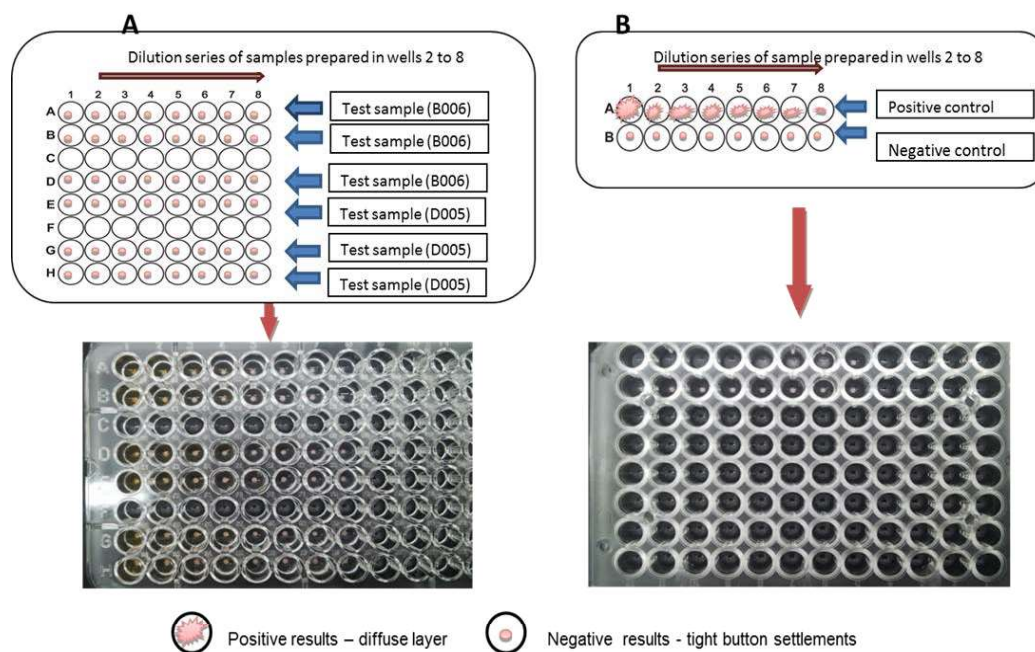 A
Dilution series of samples prepared in wells 2 to 8
1 2 3 4 5 6 7 8
A
Test sample (B006)
B
Test sample (B006)
C
D
Test sample (B006)
E
Test sample (D005)
F
G
Test sample (D005)
H
Test sample (D005)
B
Dilution series of sample prepared in wells 2 to 8
1 2 3 4 5 6 7 8
A
Positive control
B
Negative control
A
B
C
D
G
H
Positive results – diffuse layer
Negative results - tight button settlements